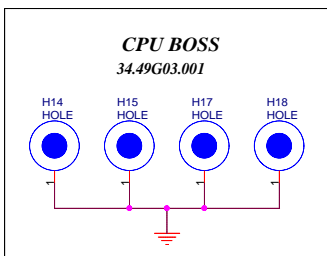 CPU BOSS
34.49G03.001
H14 H15 H17 H18
HOLE HOLE HOLE HOLE
1 1 1 1